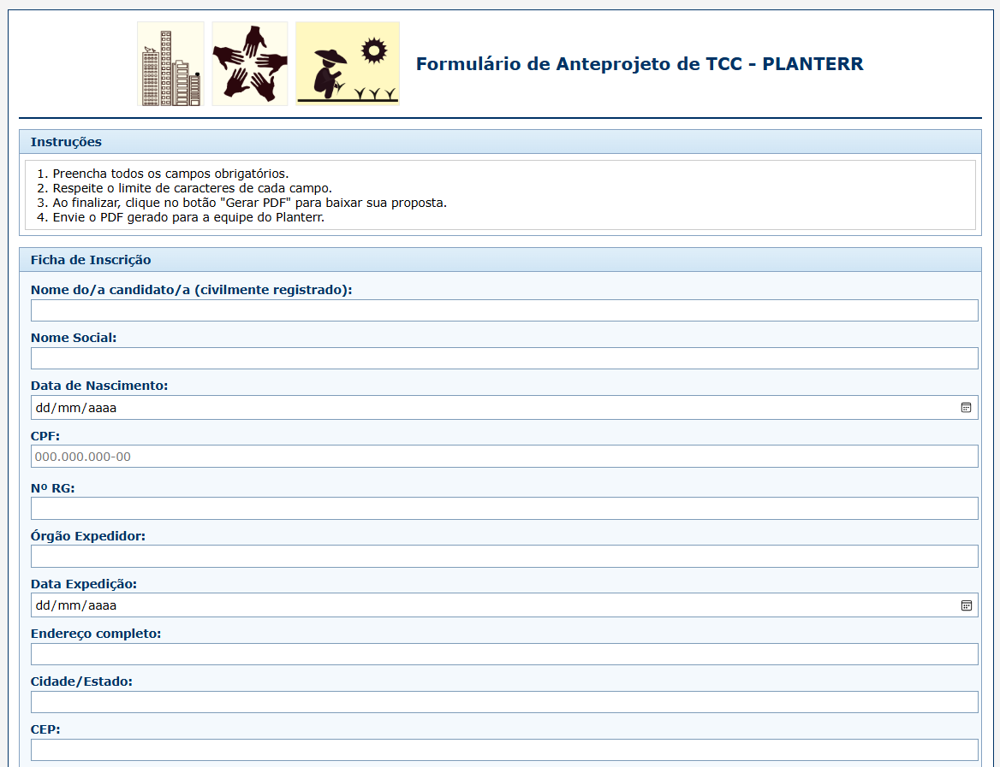 Formulário de Anteprojeto de TCC - PLANTERR
Instruções
1. Preencha todos os campos obrigatórios.
2. Respeite o limite de caracteres de cada campo.
3. Ao finalizar, clique no botão "Gerar PDF" para baixar sua proposta.
4. Envie o PDF gerado para a equipe do Planterr.
Ficha de Inscrição
Nome do/a candidato/a (civilmente registrado):
Nome Social:
Data de Nascimento:
dd/mm/aaaa
CPF:
000.000.000-00
Nº RG:
Órgão Expedidor:
Data Expedição:
dd/mm/aaaa
Endereço completo:
Cidade/Estado:
CEP: